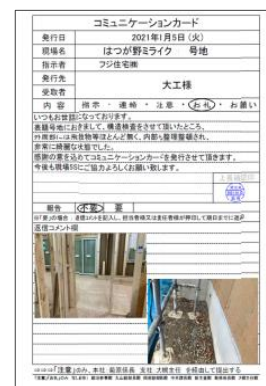 コミュニケーションカード
発行日 2021年1月5日(火)
現場名 はつが野ミライク 号地
指示者 フジ住宅㈱
発行先
受取者 大工様
内容 指示・連絡・注意・お礼・お願い
いつもお世話になっております。
表題号地におきまして、構造検査をさせて頂いたところ、
外周部には飛散物等ほとんど無く、内部も整理整頓され、
非常に綺麗な状態でした。
感謝の意を込めてコミュニケーションカードを発行させて頂きます。
今後も現場5Sにご協力よろしくお願い致します。
報告 不要 要
返信コメント欄